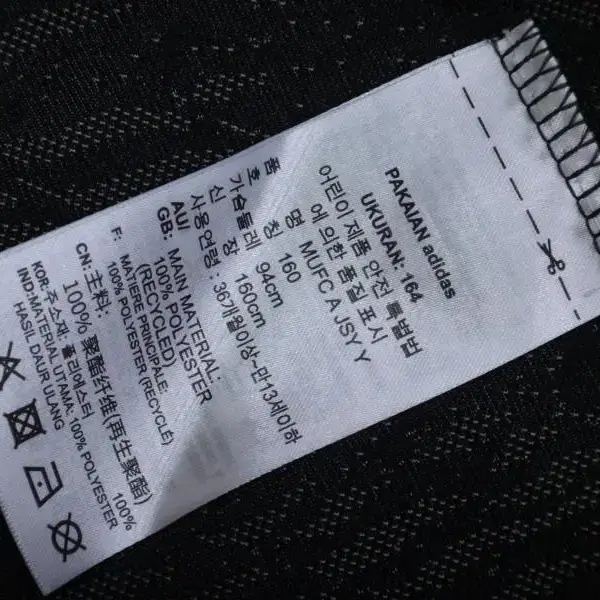 PAKAIAN adidas
UKURAN: 164
어린이 제품 안전 특별법
에 의한 품질 표시
품 명 MUFC A JSY Y
호 칭 160
가슴둘레 94cm
신 장 160cm
사용연령 : 36개월이상~만13세이하
AU/
GB: MAIN MATERIAL:
100% POLYESTER
(RECYCLED)
F: MATIERE PRINCIPALE:
100% POLYESTER (RECYCLÉ)
CN: 主料:
100% 聚酯纤维(再生聚酯)
KOR: 주소재: 폴리에스터 100%
IND-MATERIAL UTAMA: 100% POLYESTER
HASIL DAUR ULANG